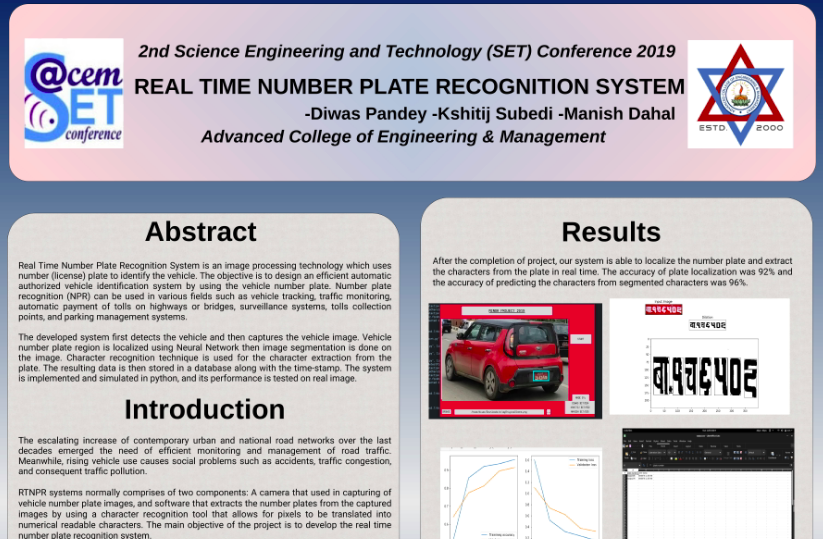 @cem
SET
conference
2nd Science Engineering and Technology (SET) Conference 2019
REAL TIME NUMBER PLATE RECOGNITION SYSTEM
-Diwas Pandey -Kshitij Subedi -Manish Dahal
Advanced College of Engineering & Management
ESTD. 2000
Abstract
Real Time Number Plate Recognition System is an image processing technology which uses
number (license) plate to identify the vehicle. The objective is to design an efficient automatic
authorized vehicle identification system by using the vehicle number plate. Number plate
recognition (NPR) can be used in various fields such as vehicle tracking, traffic monitoring,
automatic payment of tolls on highways or bridges, surveillance systems, tolls collection
points, and parking management systems.
The developed system first detects the vehicle and then captures the vehicle image. Vehicle
number plate region is localized using Neural Network then image segmentation is done on
the image. Character recognition technique is used for the character extraction from the
plate. The resulting data is then stored in a database along with the time-stamp. The system
is implemented and simulated in python, and its performance is tested on real image.
Introduction
The escalating increase of contemporary urban and national road networks over the last
decades emerged the need of efficient monitoring and management of road traffic.
Meanwhile, rising vehicle use causes social problems such as accidents, traffic congestion,
and consequent traffic pollution.
RTNPR systems normally comprises of two components: A camera that used in capturing of
vehicle number plate images, and software that extracts the number plates from the captured
images by using a character recognition tool that allows for pixels to be translated into
numerical readable characters. The main objective of the project is to develop the real time
number plate recognition system.
Results
After the completion of project, our system is able to localize the number plate and extract
the characters from the plate in real time. The accuracy of plate localization was 92% and
the accuracy of predicting the characters from segmented characters was 96%.
बा.१च६५०२